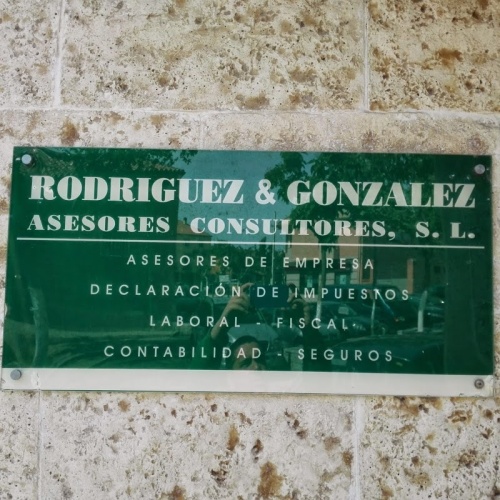 RODRIGUEZ & GONZALEZ
ASESORES CONSULTORES, S. L.
ASESORES DE EMPRESA
DECLARACIÓN DE IMPUESTOS
LABORAL - FISCAL
CONTABILIDAD - SEGUROS